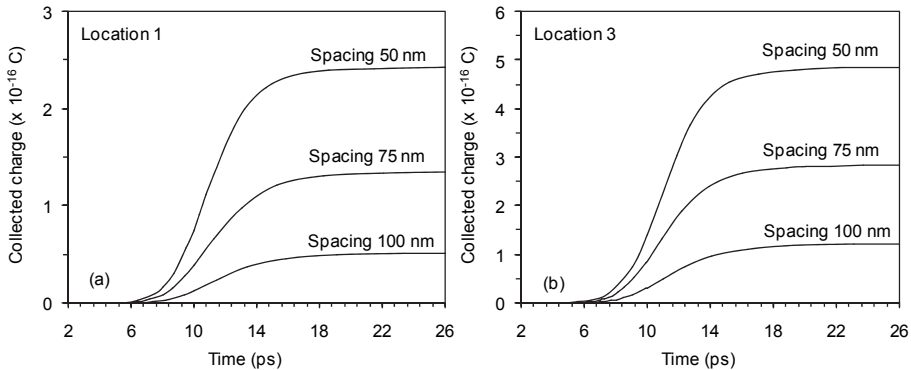 Location 1
Spacing 50 nm
Spacing 75 nm
Spacing 100 nm
(a)
Collected charge (x 10⁻¹⁶ C)
3
2
1
0
2 6 10 14 18 22 26
Time (ps)
Location 3
Spacing 50 nm
Spacing 75 nm
Spacing 100 nm
(b)
Collected charge (x 10⁻¹⁶ C)
6
5
4
3
2
1
0
2 6 10 14 18 22 26
Time (ps)